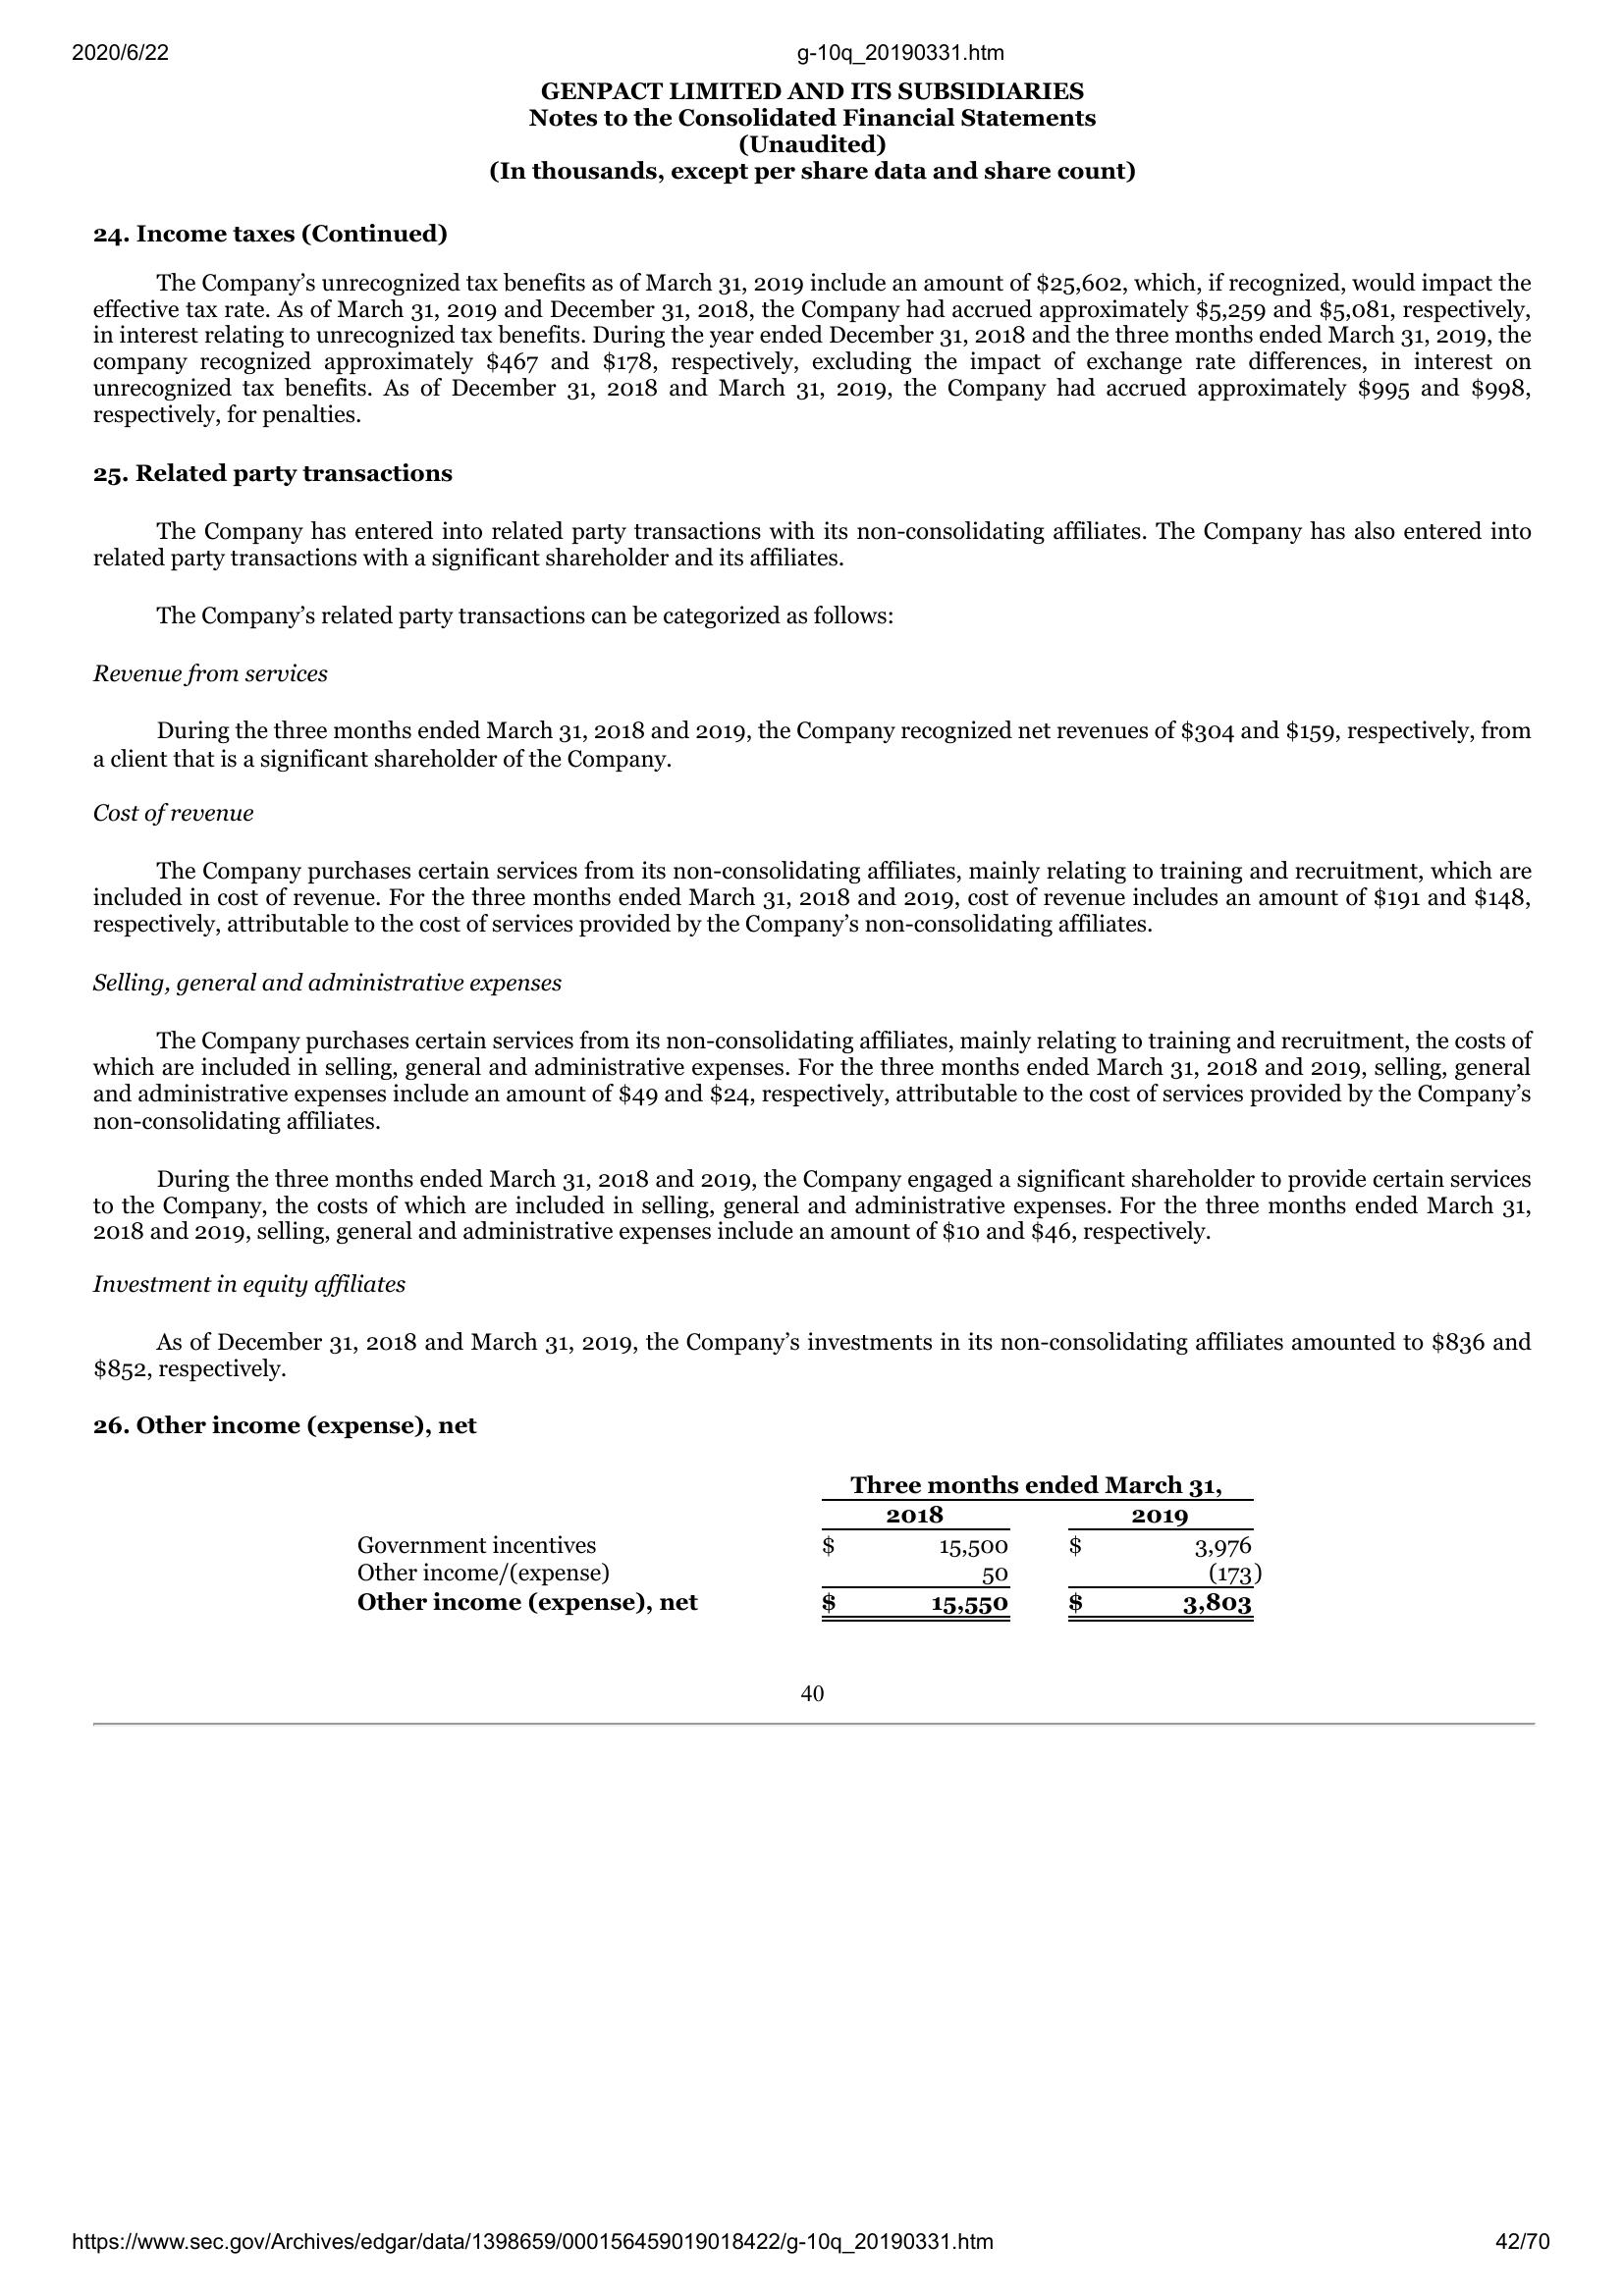 2020/6/22 g-10q_20190331.htm
GENPACT LIMITED AND ITS SUBSIDIARIES
Notes to the Consolidated Financial Statements
(Unaudited)
(In thousands, except per share data and share count)
24. Income taxes (Continued)
The Company’s unrecognized tax benefits as of March 31, 2019 include an amount of $25,602, which, if recognized, would impact the
effective tax rate. As of March 31, 2019 and December 31, 2018, the Company had accrued approximately $5,259 and $5,081, respectively,
in interest relating to unrecognized tax benefits. During the year ended December 31, 2018 and the three months ended March 31, 2019, the
company recognized approximately $467 and $178, respectively, excluding the impact of exchange rate differences, in interest on
unrecognized tax benefits. As of December 31, 2018 and March 31, 2019, the Company had accrued approximately $995 and $998,
respectively, for penalties.
25. Related party transactions
The Company has entered into related party transactions with its non-consolidating affiliates. The Company has also entered into
related party transactions with a significant shareholder and its affiliates.
The Company’s related party transactions can be categorized as follows:
Revenue from services
During the three months ended March 31, 2018 and 2019, the Company recognized net revenues of $304 and $159, respectively, from
a client that is a significant shareholder of the Company.
Cost of revenue
The Company purchases certain services from its non-consolidating affiliates, mainly relating to training and recruitment, which are
included in cost of revenue. For the three months ended March 31, 2018 and 2019, cost of revenue includes an amount of $191 and $148,
respectively, attributable to the cost of services provided by the Company’s non-consolidating affiliates.
Selling, general and administrative expenses
The Company purchases certain services from its non-consolidating affiliates, mainly relating to training and recruitment, the costs of
which are included in selling, general and administrative expenses. For the three months ended March 31, 2018 and 2019, selling, general
and administrative expenses include an amount of $49 and $24, respectively, attributable to the cost of services provided by the Company’s
non-consolidating affiliates.
During the three months ended March 31, 2018 and 2019, the Company engaged a significant shareholder to provide certain services
to the Company, the costs of which are included in selling, general and administrative expenses. For the three months ended March 31,
2018 and 2019, selling, general and administrative expenses include an amount of $10 and $46, respectively.
Investment in equity affiliates
As of December 31, 2018 and March 31, 2019, the Company’s investments in its non-consolidating affiliates amounted to $836 and
$852, respectively.
26. Other income (expense), net
Three months ended March 31,
2018 2019
Government incentives $ 15,500 $ 3,976
Other income/(expense) 50 (173)
Other income (expense), net $ 15,550 $ 3,803
40
https://www.sec.gov/Archives/edgar/data/1398659/000156459019018422/g-10q_20190331.htm 42/70